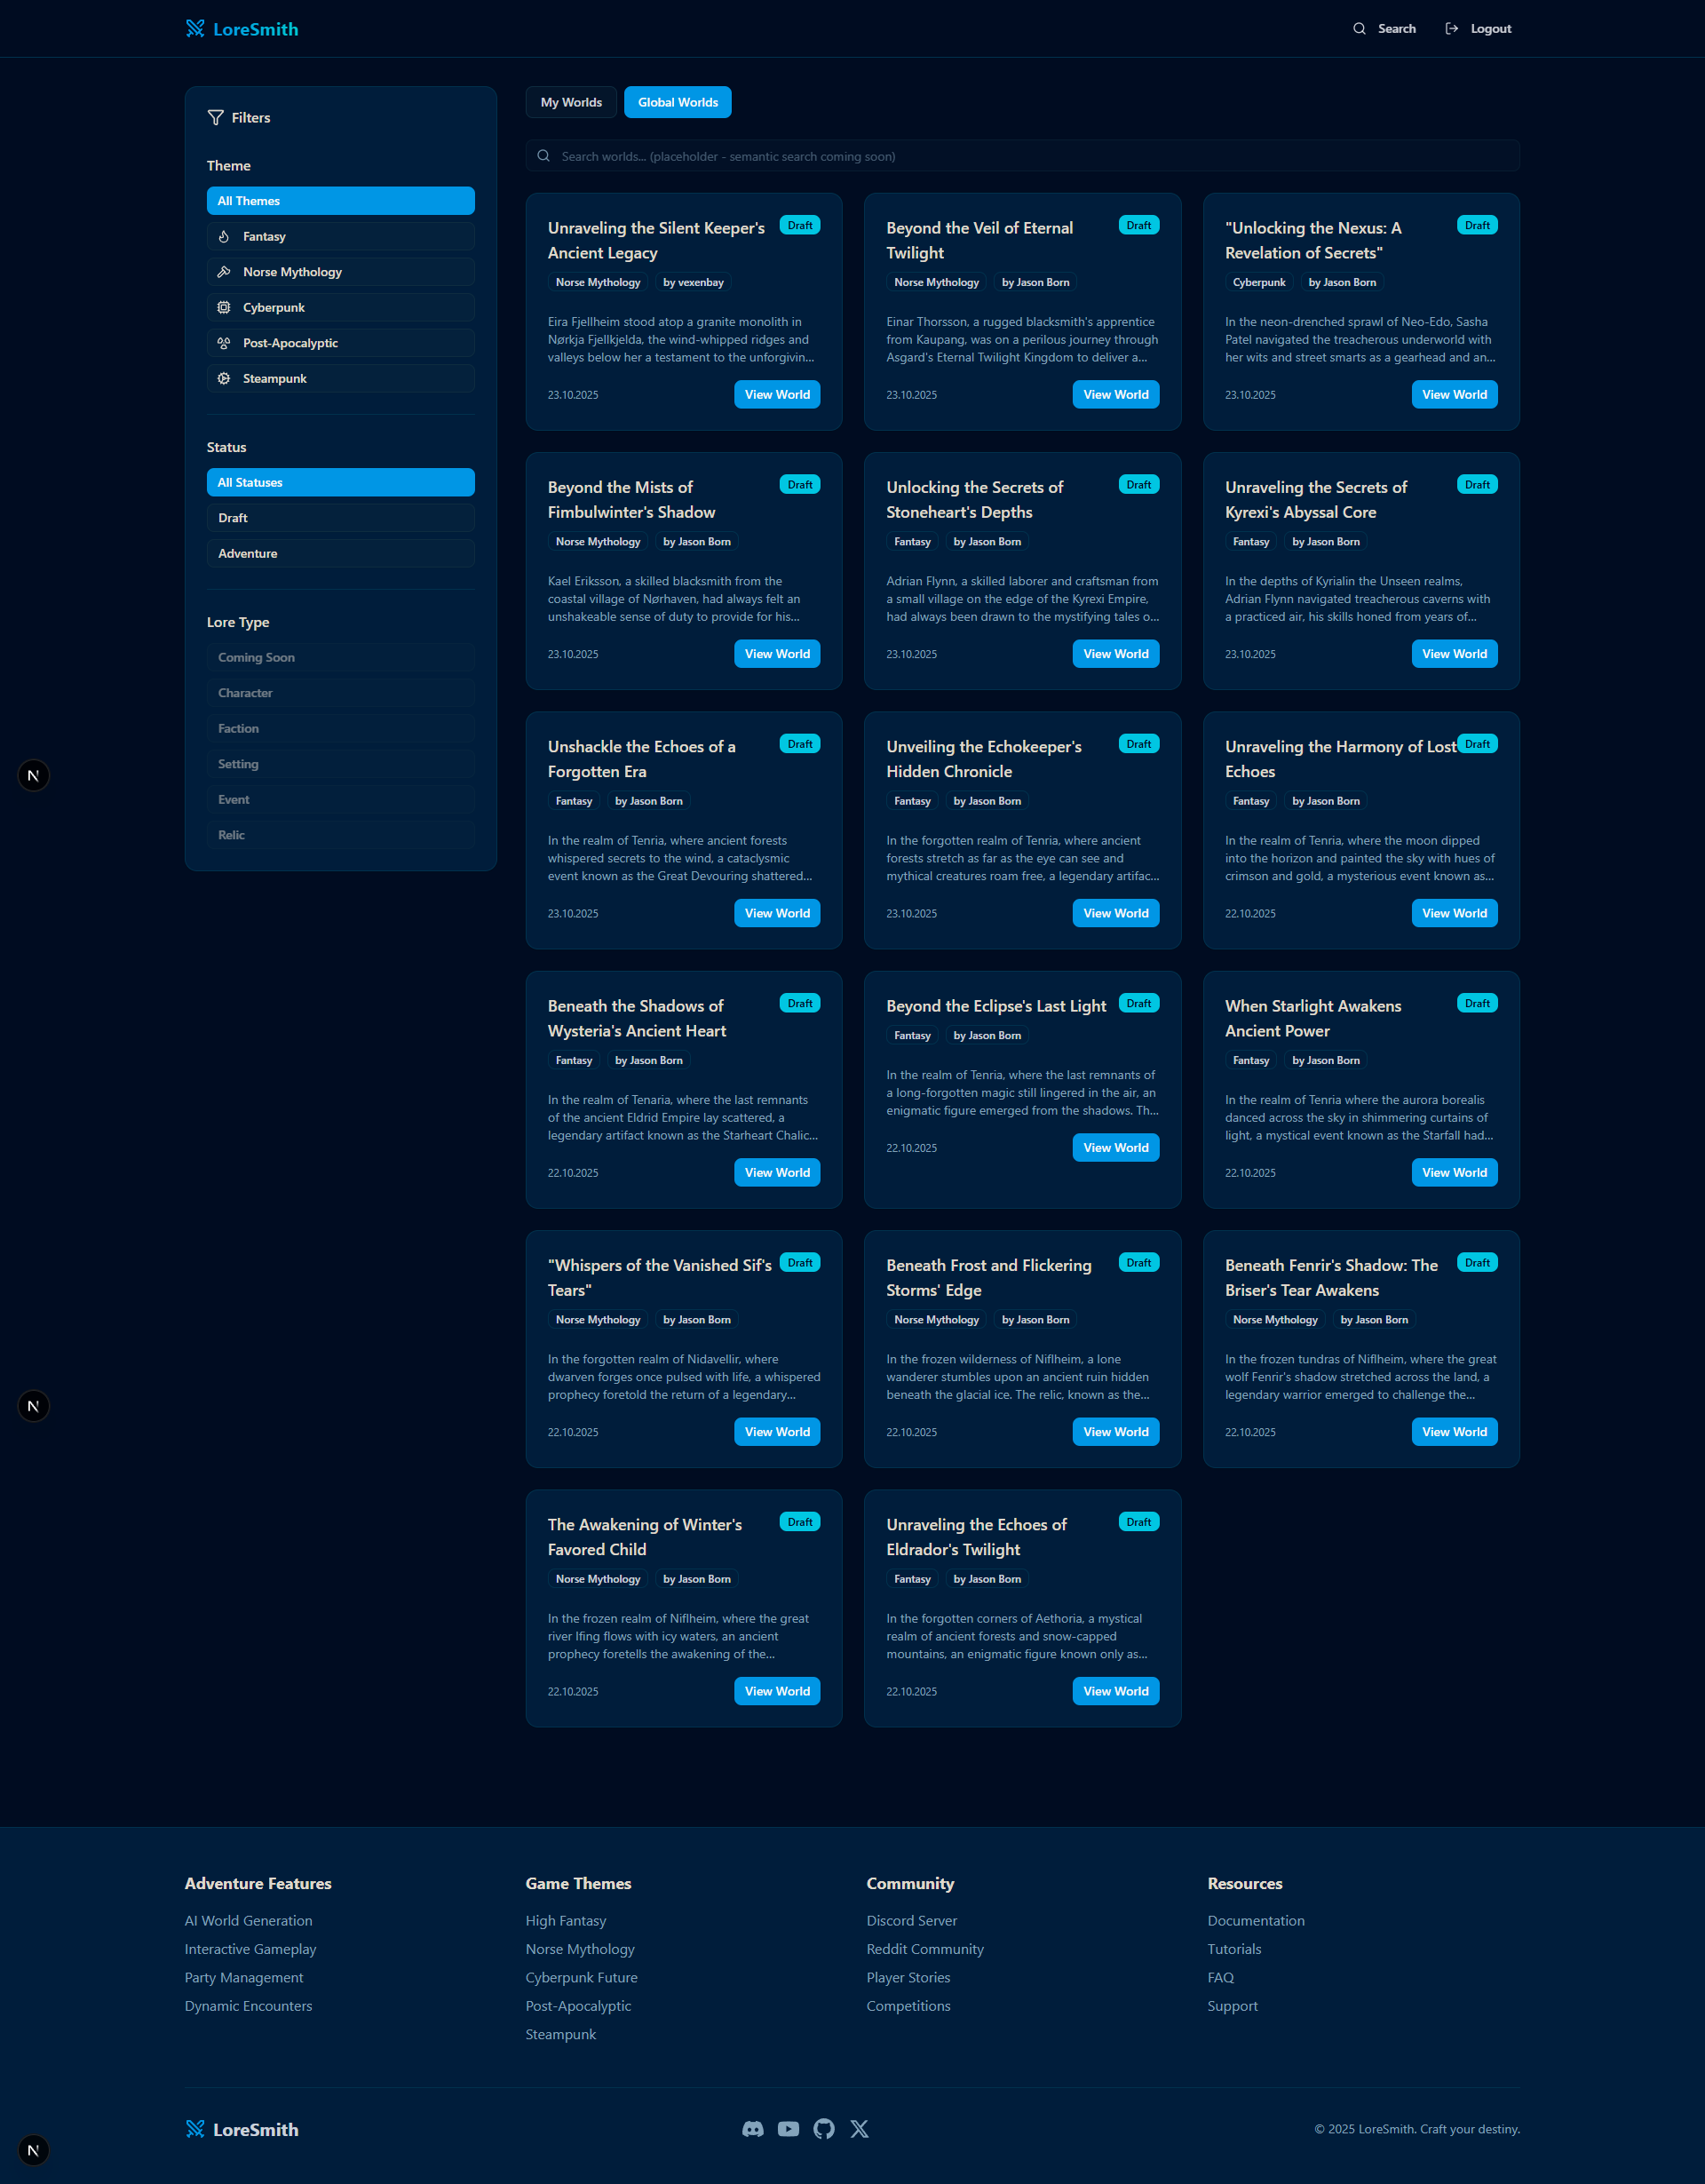 LoreSmith
Search
Logout
Filters
Theme
All Themes
Fantasy
Norse Mythology
Cyberpunk
Post-Apocalyptic
Steampunk
Status
All Statuses
Draft
Adventure
Lore Type
Coming Soon
Character
Faction
Setting
Event
Relic
My Worlds
Global Worlds
Search worlds... (placeholder - semantic search coming soon)
Unraveling the Silent Keeper's
Ancient Legacy
Draft
Norse Mythology
by vexenbay
Eira Fjellheim stood atop a granite monolith in
Nørkja Fjellkjelda, the wind-whipped ridges and
valleys below her a testament to the unforgivin...
23.10.2025
View World
Beyond the Veil of Eternal
Twilight
Draft
Norse Mythology
by Jason Born
Einar Thorsson, a rugged blacksmith's apprentice
from Kaupang, was on a perilous journey through
Asgard's Eternal Twilight Kingdom to deliver a...
23.10.2025
View World
"Unlocking the Nexus: A
Revelation of Secrets"
Draft
Cyberpunk
by Jason Born
In the neon-drenched sprawl of Neo-Edo, Sasha
Patel navigated the treacherous underworld with
her wits and street smarts as a gearhead and an...
23.10.2025
View World
Beyond the Mists of
Fimbulwinter's Shadow
Draft
Norse Mythology
by Jason Born
Kael Eriksson, a skilled blacksmith from the
coastal village of Nørhaven, had always felt an
unshakeable sense of duty to provide for his...
23.10.2025
View World
Unlocking the Secrets of
Stoneheart's Depths
Draft
Fantasy
by Jason Born
Adrian Flynn, a skilled laborer and craftsman from
a small village on the edge of the Kyrexi Empire,
had always been drawn to the mystifying tales o...
23.10.2025
View World
Unraveling the Secrets of
Kyrexi's Abyssal Core
Draft
Fantasy
by Jason Born
In the depths of Kyrialin the Unseen realms,
Adrian Flynn navigated treacherous caverns with
a practiced air, his skills honed from years of...
23.10.2025
View World
Unshackle the Echoes of a
Forgotten Era
Draft
Fantasy
by Jason Born
In the realm of Tenria, where ancient forests
whispered secrets to the wind, a cataclysmic
event known as the Great Devouring shattered...
23.10.2025
View World
Unveiling the Echokeeper's
Hidden Chronicle
Draft
Fantasy
by Jason Born
In the forgotten realm of Tenria, where ancient
forests stretch as far as the eye can see and
mythical creatures roam free, a legendary artifac...
23.10.2025
View World
Unraveling the Harmony of Lost
Echoes
Draft
Fantasy
by Jason Born
In the realm of Tenria, where the moon dipped
into the horizon and painted the sky with hues of
crimson and gold, a mysterious event known as...
22.10.2025
View World
Beneath the Shadows of
Wysteria's Ancient Heart
Draft
Fantasy
by Jason Born
In the realm of Tenaria, where the last remnants
of the ancient Eldrid Empire lay scattered, a
legendary artifact known as the Starheart Chalic...
22.10.2025
View World
Beyond the Eclipse's Last Light
Draft
Fantasy
by Jason Born
In the realm of Tenria, where the last remnants of
a long-forgotten magic still lingered in the air, an
enigmatic figure emerged from the shadows. Th...
22.10.2025
View World
When Starlight Awakens
Ancient Power
Draft
Fantasy
by Jason Born
In the realm of Tenria where the aurora borealis
danced across the sky in shimmering curtains of
light, a mystical event known as the Starfall had...
22.10.2025
View World
"Whispers of the Vanished Sif's
Tears"
Draft
Norse Mythology
by Jason Born
In the forgotten realm of Nidavellir, where
dwarven forges once pulsed with life, a whispered
prophecy foretold the return of a legendary...
22.10.2025
View World
Beneath Frost and Flickering
Storms' Edge
Draft
Norse Mythology
by Jason Born
In the frozen wilderness of Niflheim, a lone
wanderer stumbles upon an ancient ruin hidden
beneath the glacial ice. The relic, known as the...
22.10.2025
View World
Beneath Fenrir's Shadow: The
Briser's Tear Awakens
Draft
Norse Mythology
by Jason Born
In the frozen tundras of Niflheim, where the great
wolf Fenrir's shadow stretched across the land, a
legendary warrior emerged to challenge the...
22.10.2025
View World
The Awakening of Winter's
Favored Child
Draft
Norse Mythology
by Jason Born
In the frozen realm of Niflheim, where the great
river Ifing flows with icy waters, an ancient
prophecy foretells the awakening of the...
22.10.2025
View World
Unraveling the Echoes of
Eldrador's Twilight
Draft
Fantasy
by Jason Born
In the forgotten corners of Aethoria, a mystical
realm of ancient forests and snow-capped
mountains, an enigmatic figure known only as...
22.10.2025
View World
Adventure Features
AI World Generation
Interactive Gameplay
Party Management
Dynamic Encounters
Game Themes
High Fantasy
Norse Mythology
Cyberpunk Future
Post-Apocalyptic
Steampunk
Community
Discord Server
Reddit Community
Player Stories
Competitions
Resources
Documentation
Tutorials
FAQ
Support
LoreSmith
© 2025 LoreSmith. Craft your destiny.
N
N
N